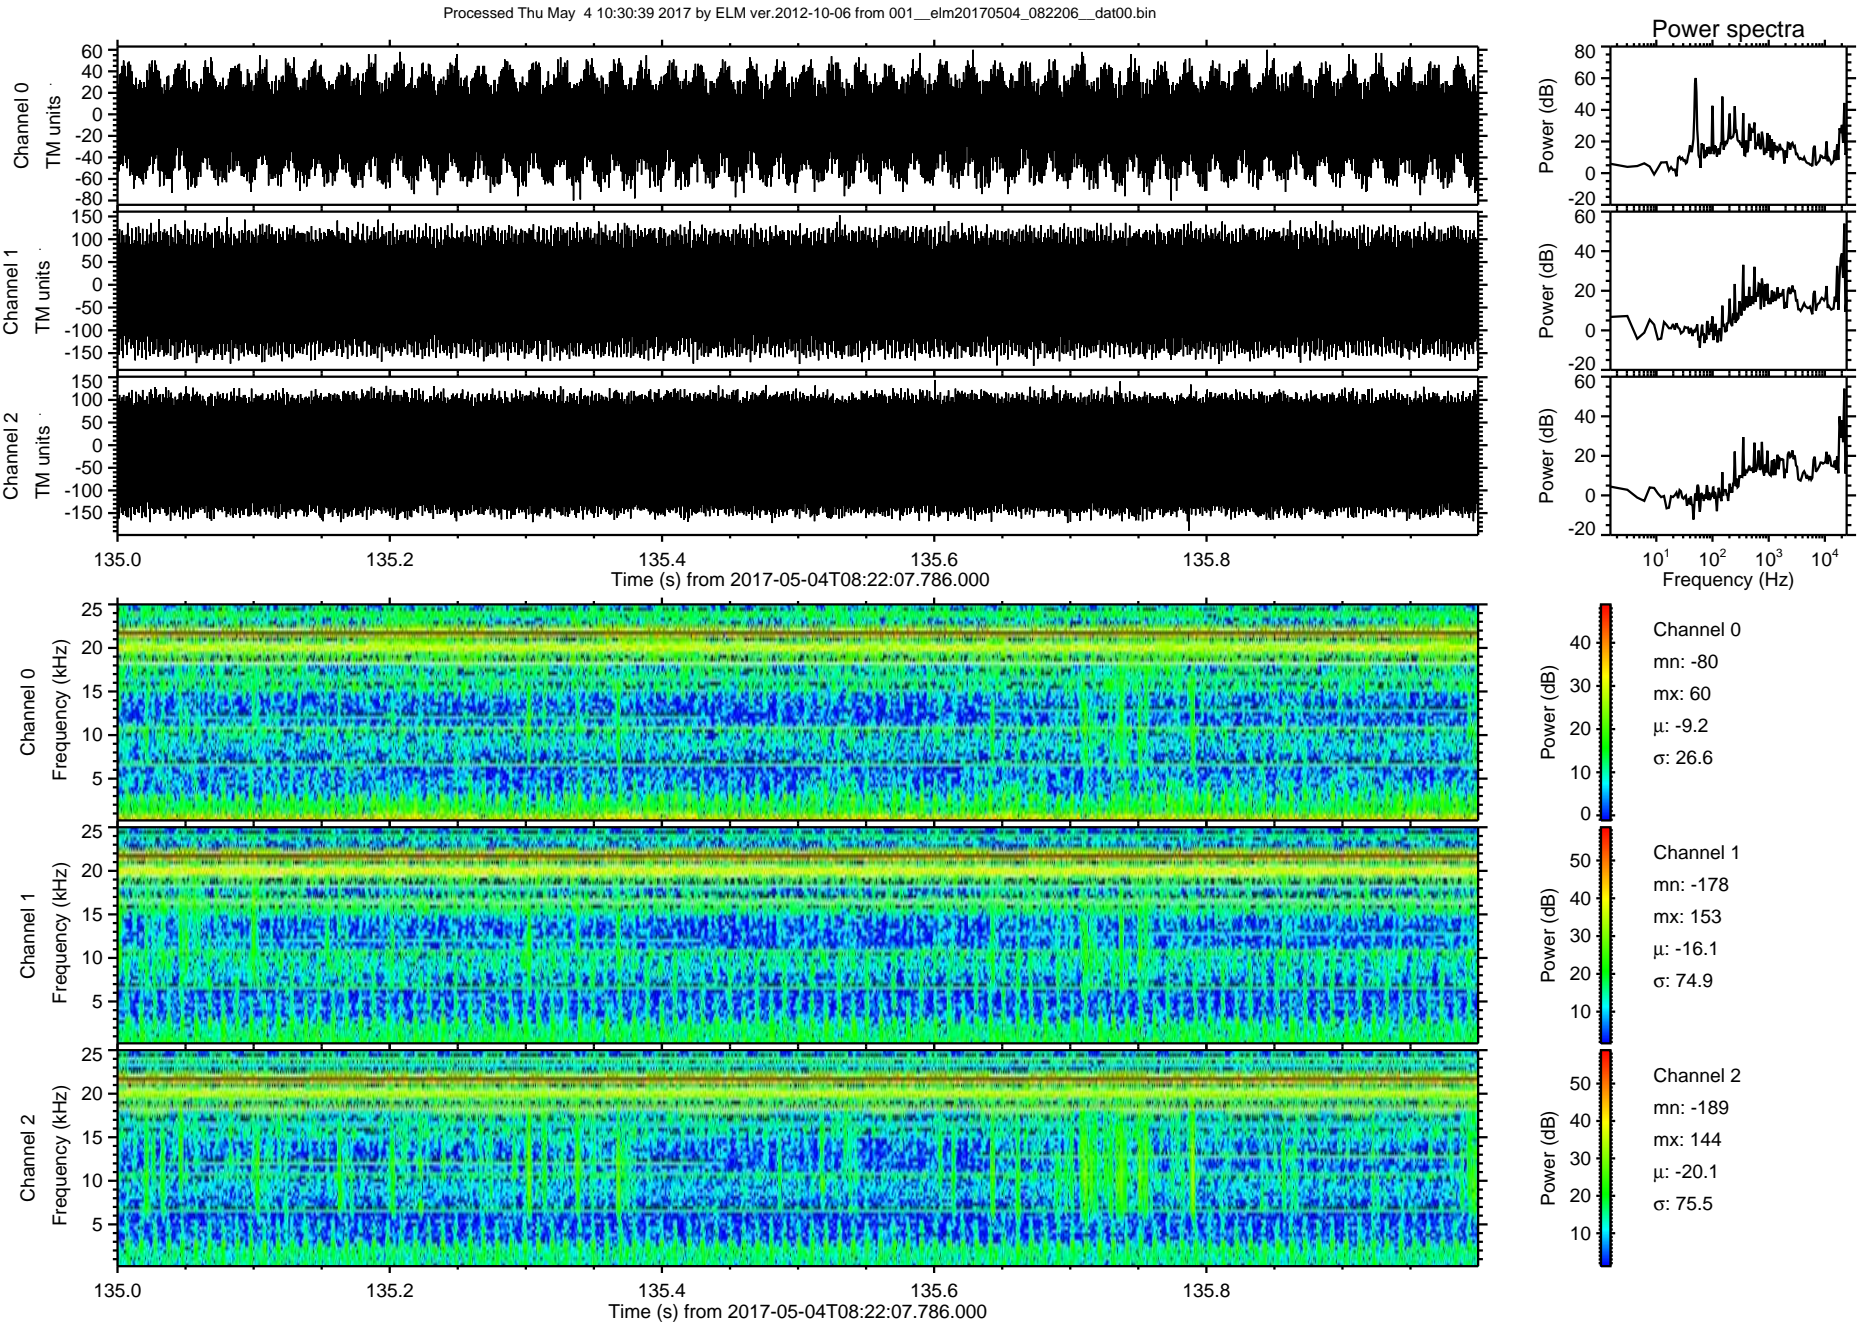 Processed Thu May  4 10:30:39 2017 by ELM ver.2012-10-06 from 001__elm20170504_082206__dat00.bin
Power spectra
Channel 0
TM units
60
40
20
0
-20
-40
-60
-80
Power (dB)
80
60
40
20
0
-20
Channel 1
TM units
150
100
50
0
-50
-100
-150
Power (dB)
60
40
20
0
-20
Channel 2
TM units
150
100
50
0
-50
-100
-150
Power (dB)
60
40
20
0
-20
135.0 135.2 135.4 135.6 135.8
Time (s) from 2017-05-04T08:22:07.786.000
10¹ 10² 10³ 10⁴
Frequency (Hz)
Channel 0
Frequency (kHz)
25
20
15
10
5
Power (dB)
40
30
20
10
0
Channel 0
mn: -80
mx: 60
μ: -9.2
σ: 26.6
Channel 1
Frequency (kHz)
25
20
15
10
5
Power (dB)
50
40
30
20
10
Channel 1
mn: -178
mx: 153
μ: -16.1
σ: 74.9
Channel 2
Frequency (kHz)
25
20
15
10
5
Power (dB)
50
40
30
20
10
Channel 2
mn: -189
mx: 144
μ: -20.1
σ: 75.5
135.0 135.2 135.4 135.6 135.8
Time (s) from 2017-05-04T08:22:07.786.000